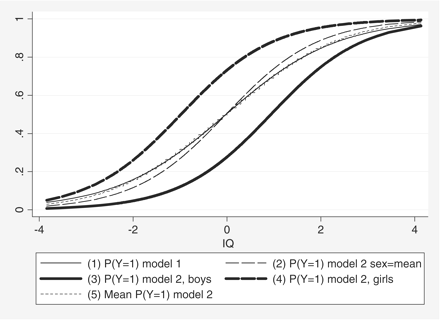 1
.8
.6
.4
.2
0
-4 -2 0 2 4
IQ
(1) P(Y=1) model 1 (2) P(Y=1) model 2 sex=mean
(3) P(Y=1) model 2, boys (4) P(Y=1) model 2, girls
(5) Mean P(Y=1) model 2